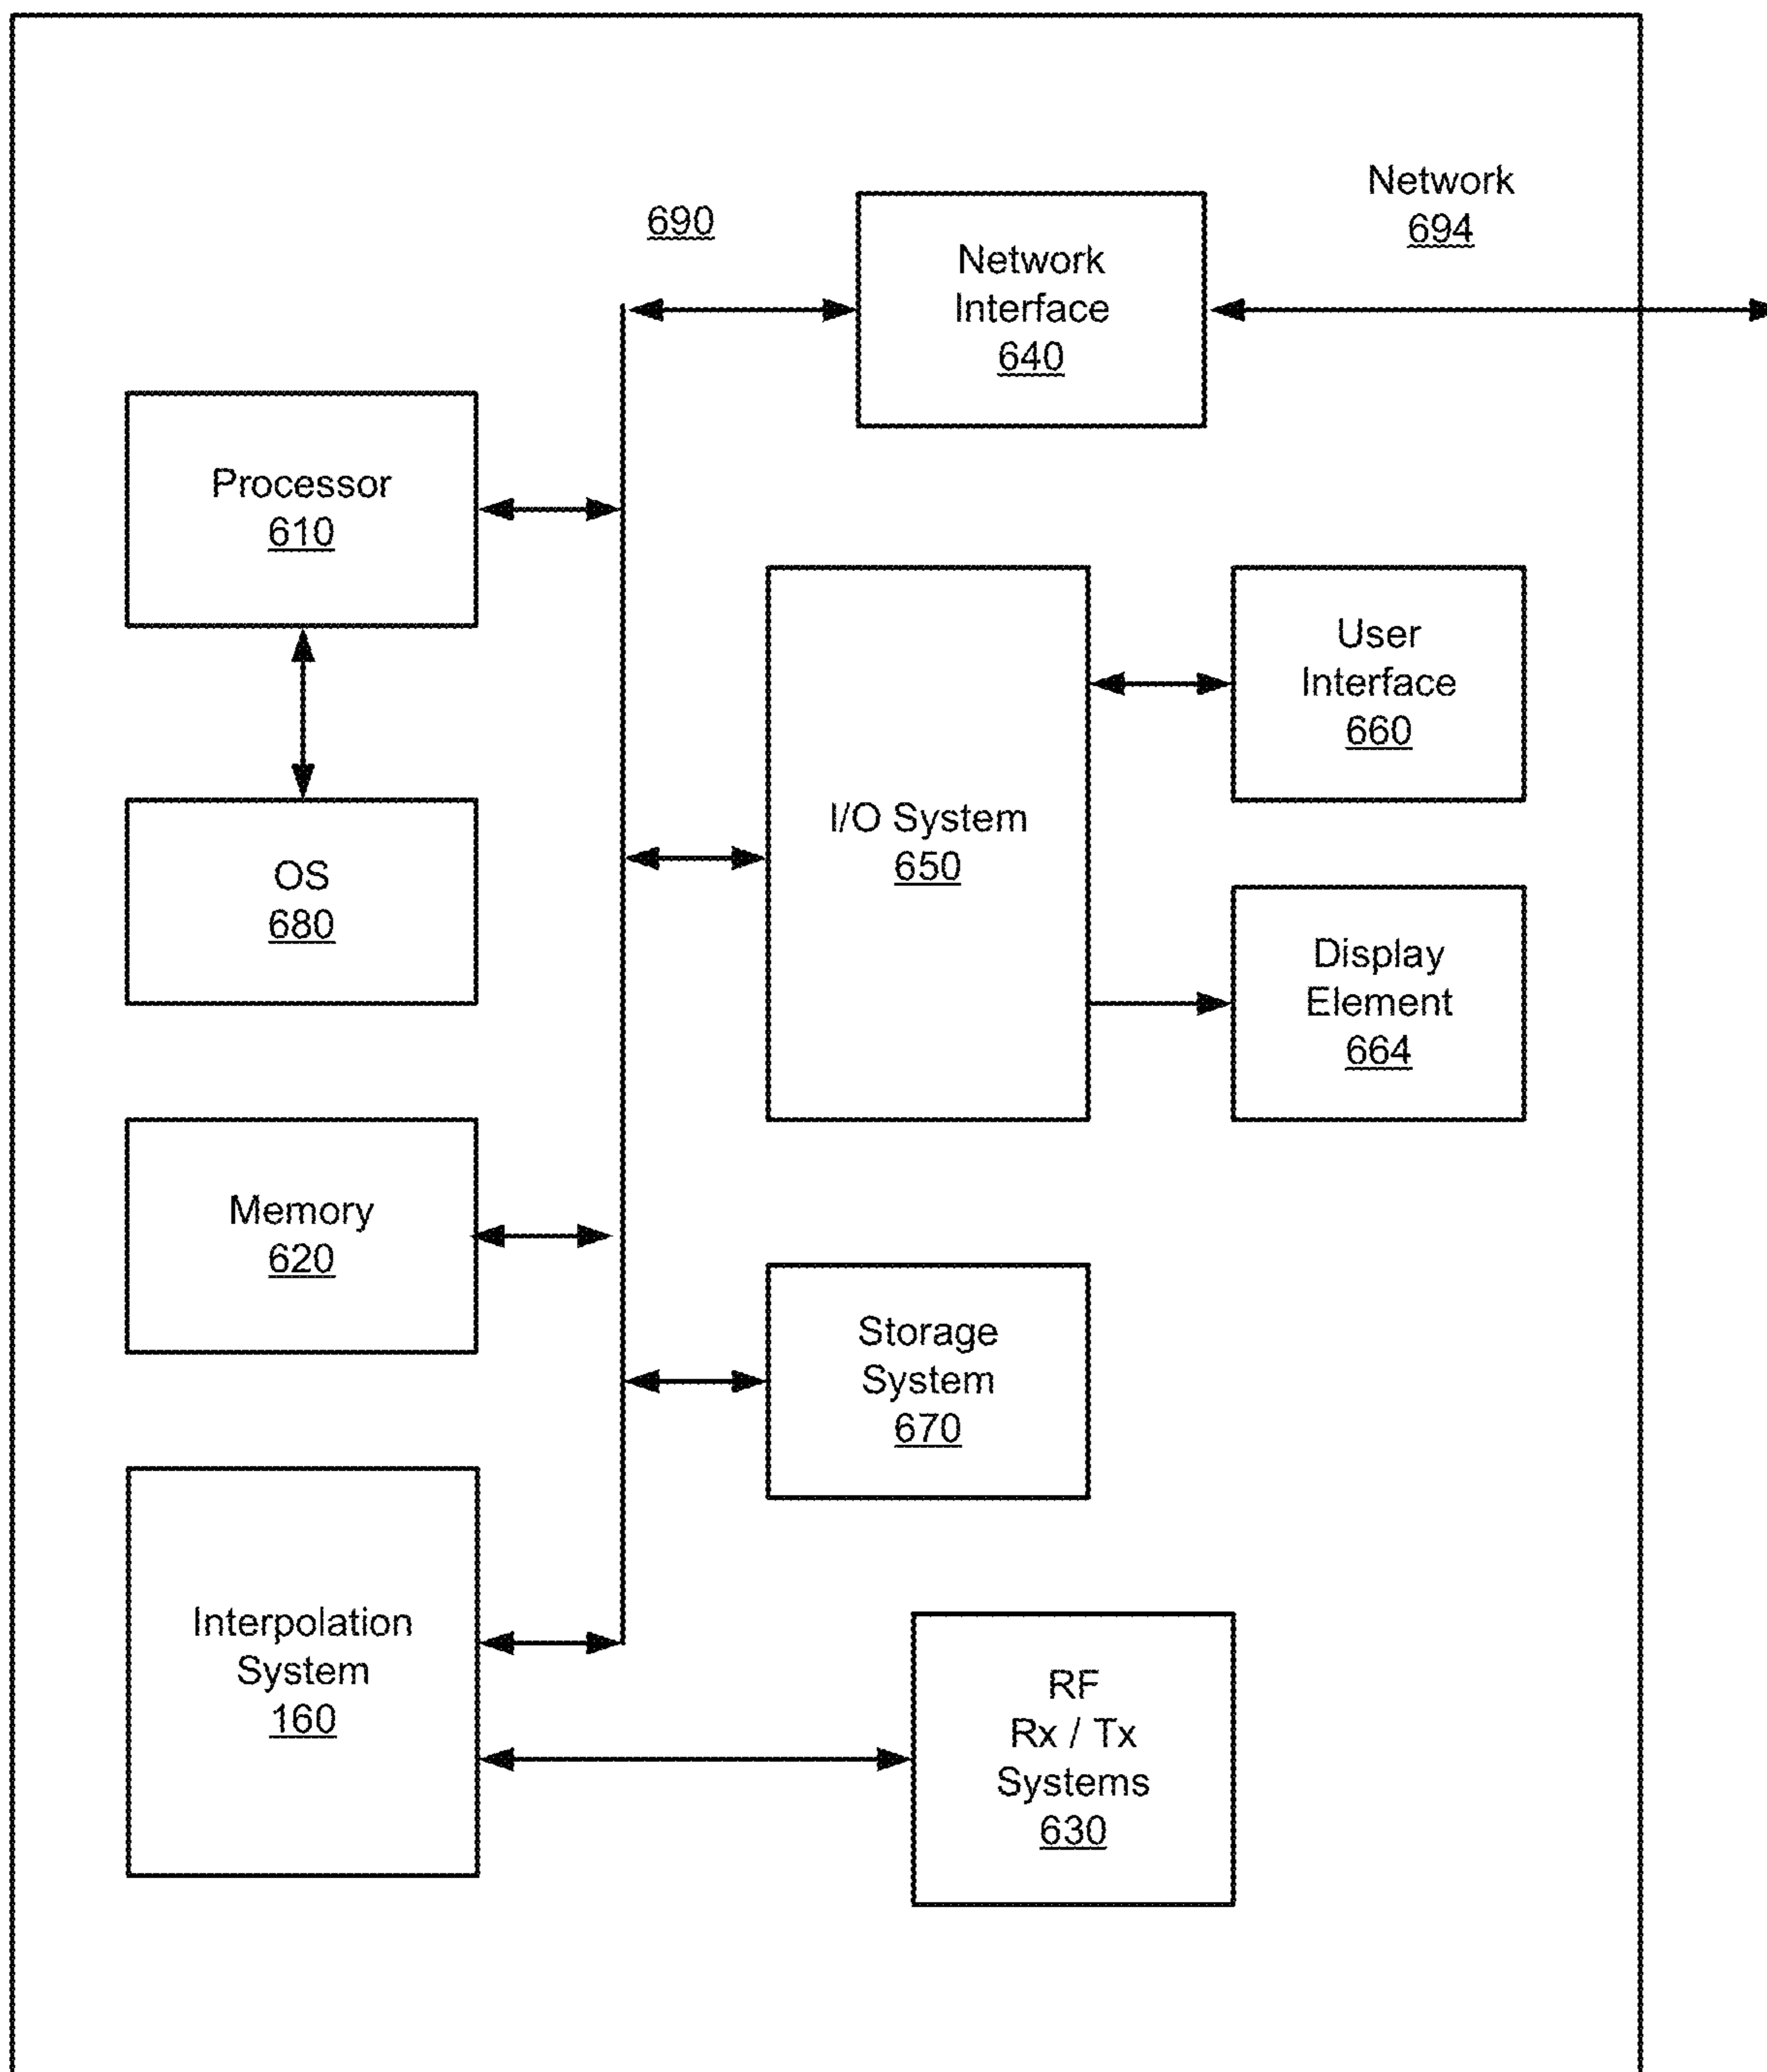 Network
694
690
Network
Interface
640
Processor
610
User
Interface
660
I/O System
650
OS
680
Display
Element
664
Memory
620
Storage
System
670
Interpolation
System
160
RF
Rx / Tx
Systems
630